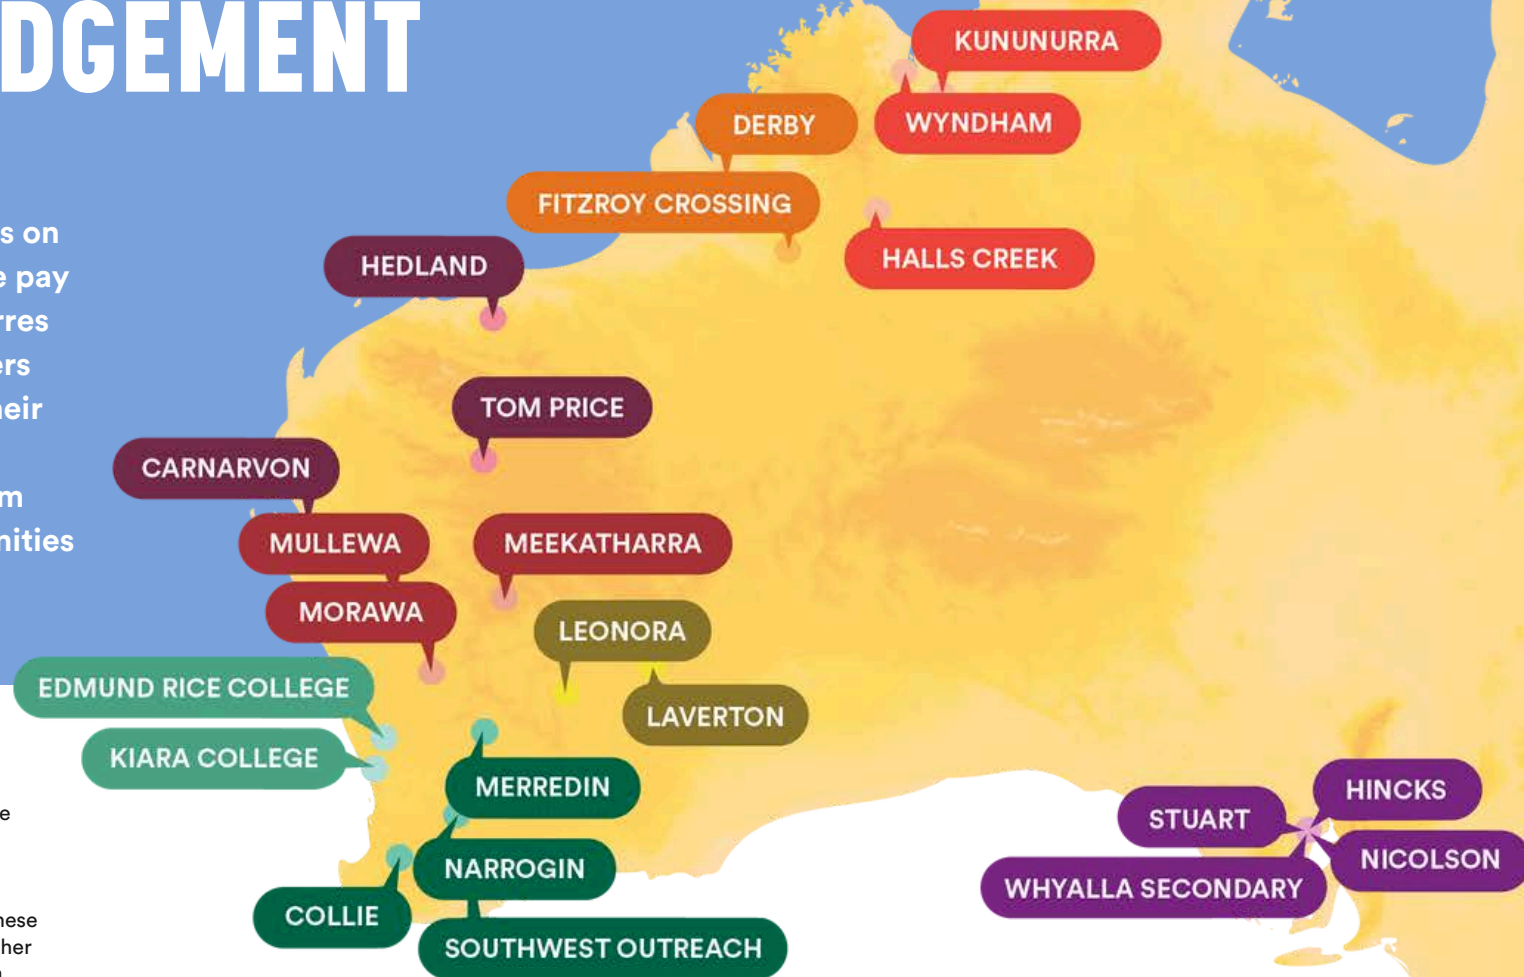 DGEMENT
s on
e pay
rres
ers
heir
m
nities
e
hese
her
KUNUNURRA
WYNDHAM
DERBY
FITZROY CROSSING
HALLS CREEK
HEDLAND
TOM PRICE
CARNARVON
MULLEWA
MEEKATHARRA
MORAWA
LEONORA
LAVERTON
EDMUND RICE COLLEGE
KIARA COLLEGE
MERREDIN
NARROGIN
COLLIE
SOUTHWEST OUTREACH
HINCKS
STUART
NICOLSON
WHYALLA SECONDARY